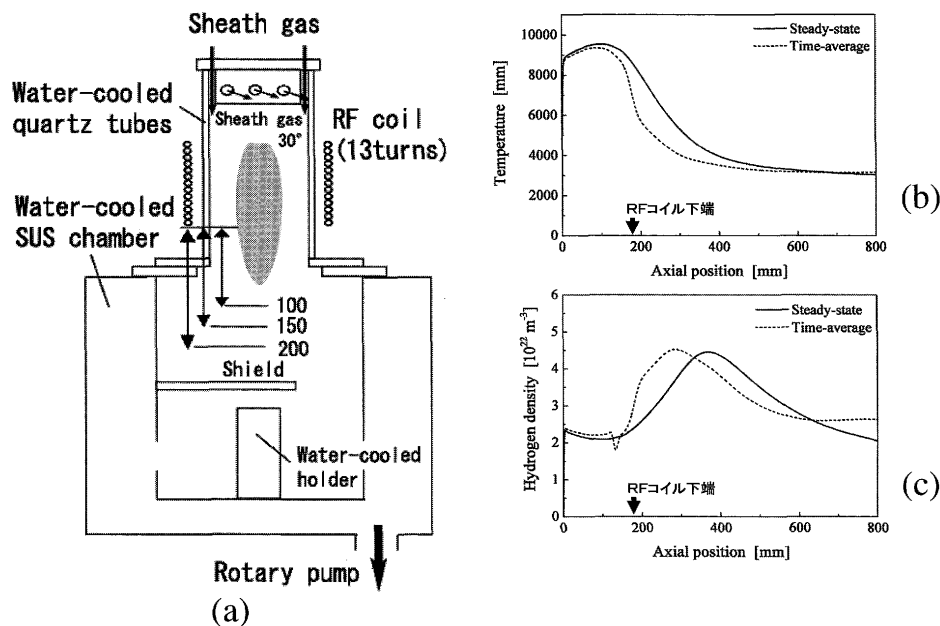 Sheath gas
Water-cooled
quartz tubes
Sheath gas
30°
RF coil
(13turns)
Water-cooled
SUS chamber
100
150
200
Shield
Water-cooled
holder
Rotary pump
(a)
Steady-state
Time-average
Temperature [mm]
10000
8000
6000
4000
2000
0
RFコイル下端
0
200
400
600
800
Axial position [mm]
(b)
Steady-state
Time-average
Hydrogen density [10²² m⁻³]
6
5
4
3
2
1
0
RFコイル下端
0
200
400
600
800
Axial position [mm]
(c)